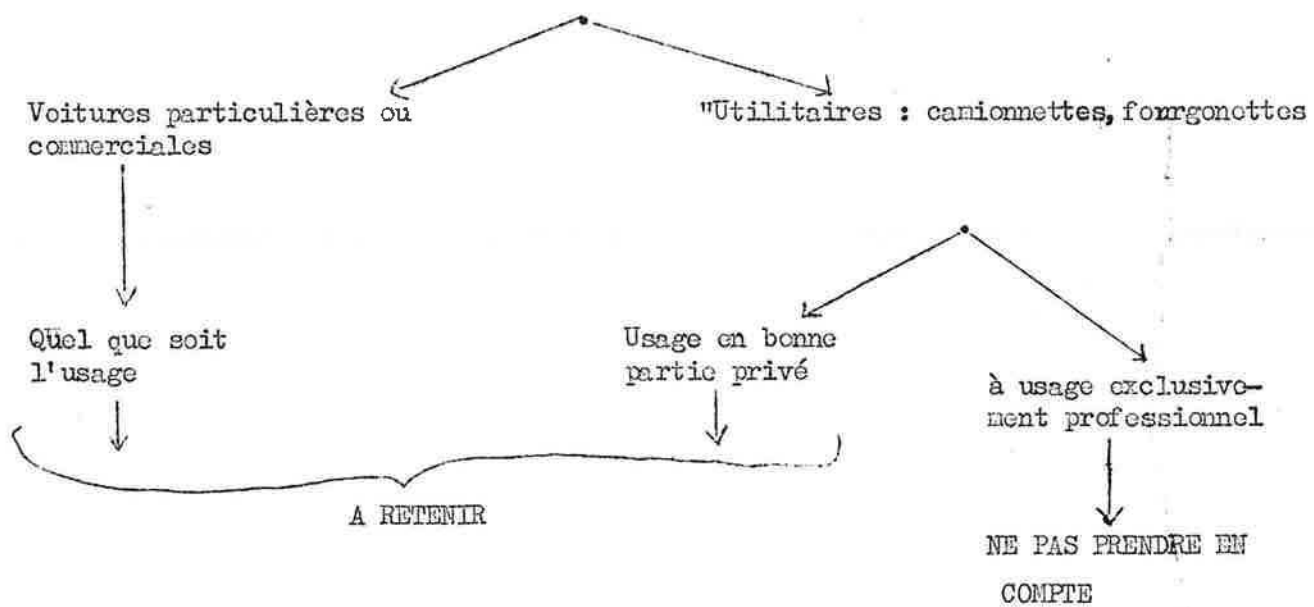 Voitures particulières ou
commerciales
"Utilitaires : camionnettes, fourgonettes
Quel que soit
l'usage
Usage en bonne
partie privé
à usage exclusive-
ment professionnel
A RETENIR
NE PAS PRENDRE EN
COMPTE